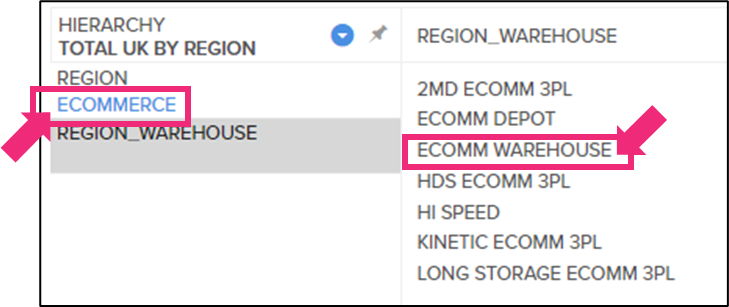 HIERARCHY
TOTAL UK BY REGION
REGION
ECOMMERCE
REGION_WAREHOUSE
REGION_WAREHOUSE
2MD ECOMM 3PL
ECOMM DEPOT
ECOMM WAREHOUSE
HDS ECOMM 3PL
HI SPEED
KINETIC ECOMM 3PL
LONG STORAGE ECOMM 3PL